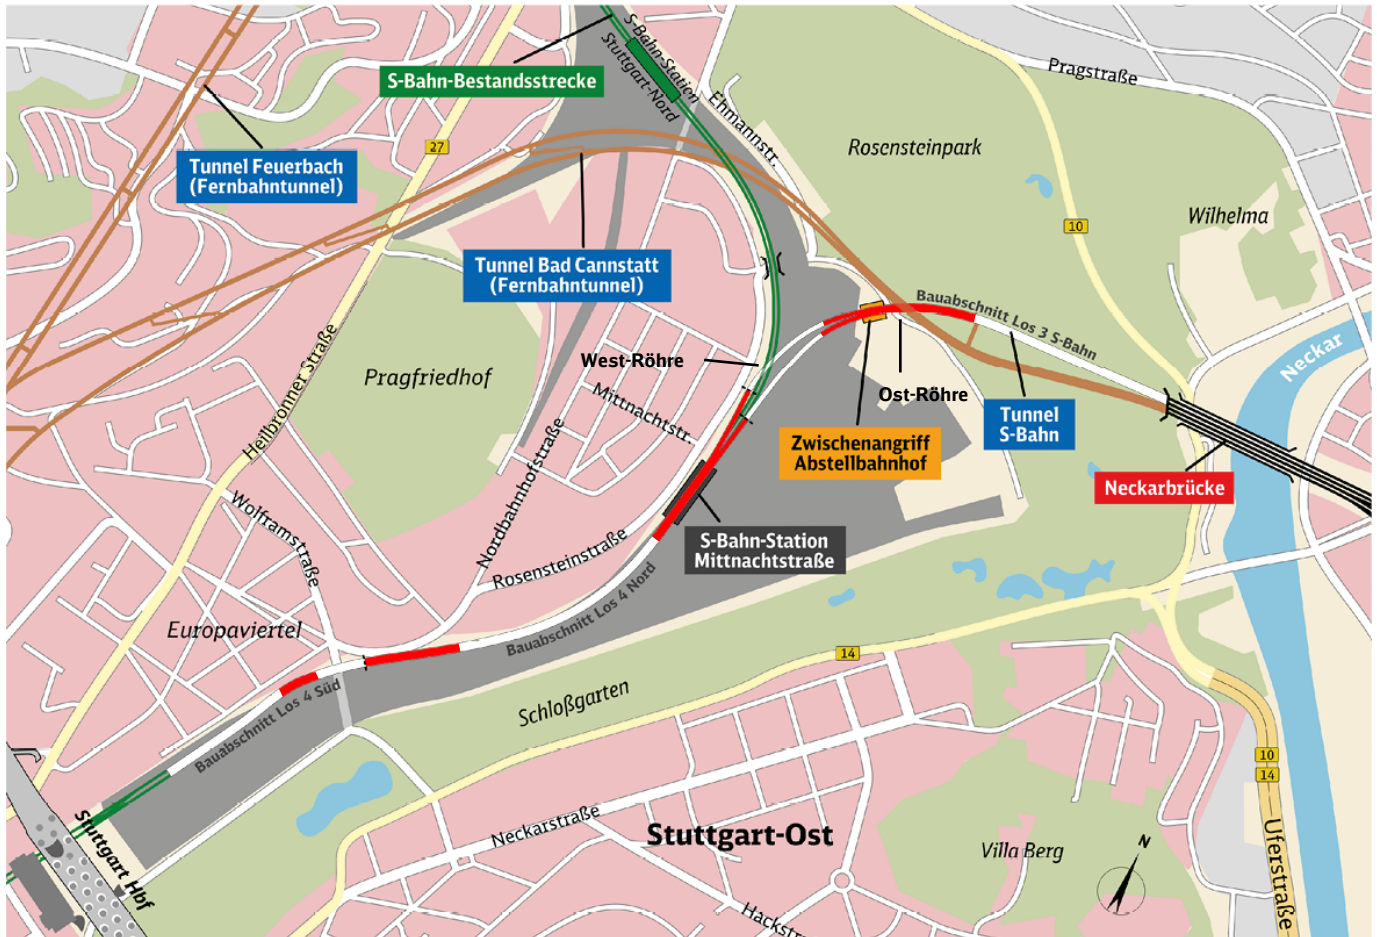 S-Bahn-Station
Stuttgart-Nord
S-Bahn-Bestandsstrecke
Pragstraße
Ehmannstr.
27
Rosensteinpark
Tunnel Feuerbach
(Fernbahntunnel)
Wilhelma
10
Tunnel Bad Cannstatt
(Fernbahntunnel)
Bauabschnitt Los 3 S-Bahn
Neckar
West-Röhre
Pragfriedhof
Heilbronner Straße
Mittnachtstr.
Ost-Röhre
Tunnel
S-Bahn
Zwischenangriff
Abstellbahnhof
Neckarbrücke
Nordbahnhofstraße
Wolframstraße
S-Bahn-Station
Mittnachtstraße
Rosensteinstraße
Bauabschnitt Los 4 Nord
Europaviertel
14
Schloßgarten
Bauabschnitt Los 4 Süd
10
14
Neckarstraße
Stuttgart-Ost
Villa Berg
N
Stuttgart Hbf
Uferstraße
Hackstr